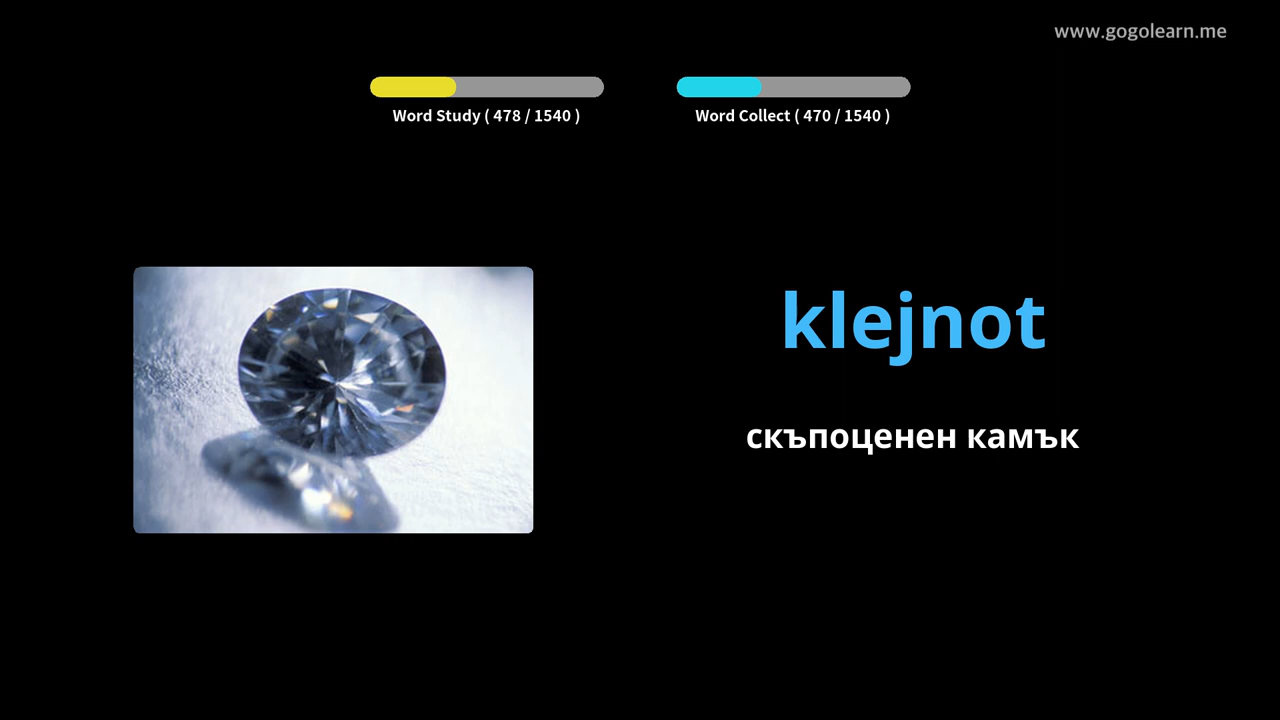 www.gogolearn.me
Word Study ( 478 / 1540 )
Word Collect ( 470 / 1540 )
klejnot
скъпоценен камък